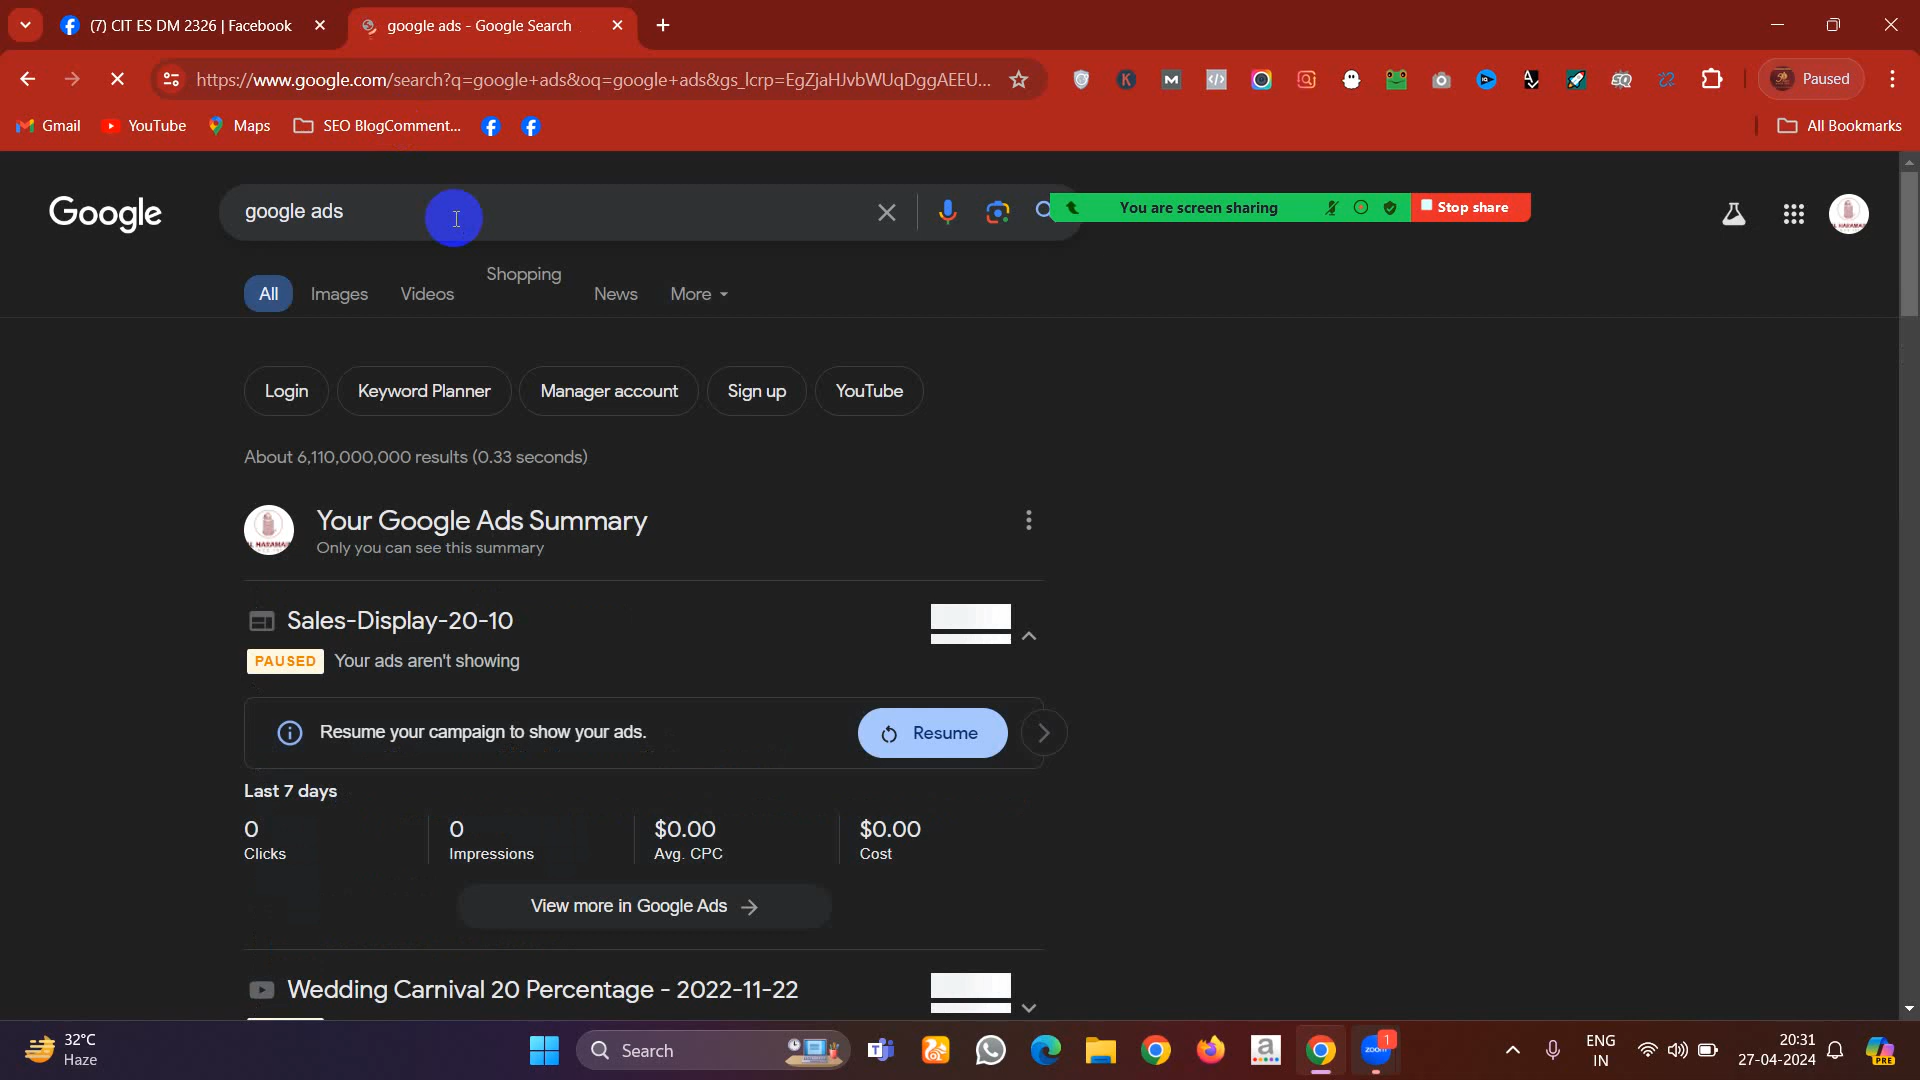 (7) CIT ES DM 2326 | Facebook
google ads - Google Search
https://www.google.com/search?q=google+ads&oq=google+ads&gs_lcrp=EgZjaHJvbWUqDggAEEU...
Paused
Gmail
YouTube
Maps
SEO BlogComment...
All Bookmarks
Google
google ads
You are screen sharing
Stop share
All
Images
Videos
Shopping
News
More
Login
Keyword Planner
Manager account
Sign up
YouTube
About 6,110,000,000 results (0.33 seconds)
Your Google Ads Summary
Only you can see this summary
Sales-Display-20-10
PAUSED
Your ads aren't showing
Resume your campaign to show your ads.
Resume
Last 7 days
0
Clicks
0
Impressions
$0.00
Avg. CPC
$0.00
Cost
View more in Google Ads
Wedding Carnival 20 Percentage - 2022-11-22
32°C
Haze
Search
zoom
1
ENG
IN
20:31
27-04-2024
PRE